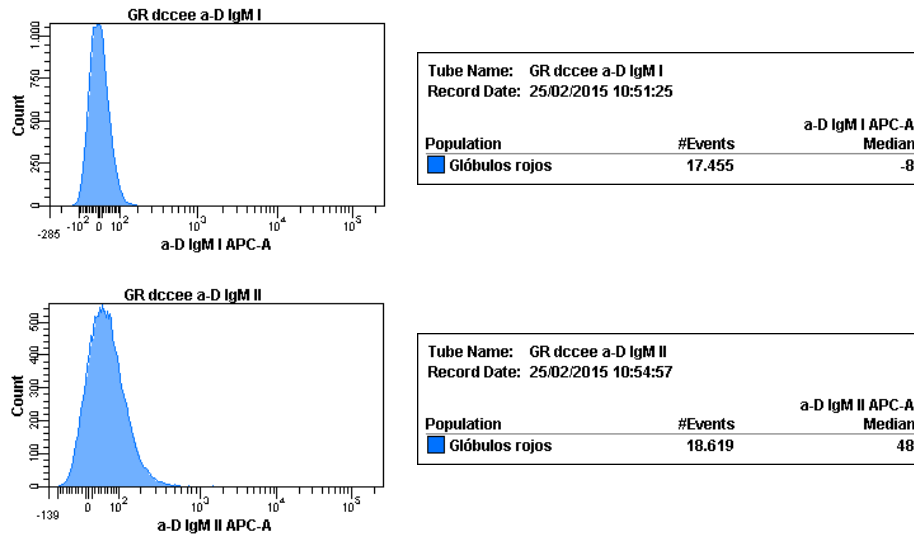 GR dccee a-D IgM I
Count
1.000
750
500
250
0
-285 -10² 0 10² 10³ 10⁴ 10⁵
a-D IgM I APC-A
Tube Name: GR dccee a-D IgM I
Record Date: 25/02/2015 10:51:25
a-D IgM I APC-A
Population #Events Median
Glóbulos rojos 17.455 -8
GR dccee a-D IgM II
Count
500
400
300
200
100
0
-139 0 10² 10³ 10⁴ 10⁵
a-D IgM II APC-A
Tube Name: GR dccee a-D IgM II
Record Date: 25/02/2015 10:54:57
a-D IgM II APC-A
Population #Events Median
Glóbulos rojos 18.619 48